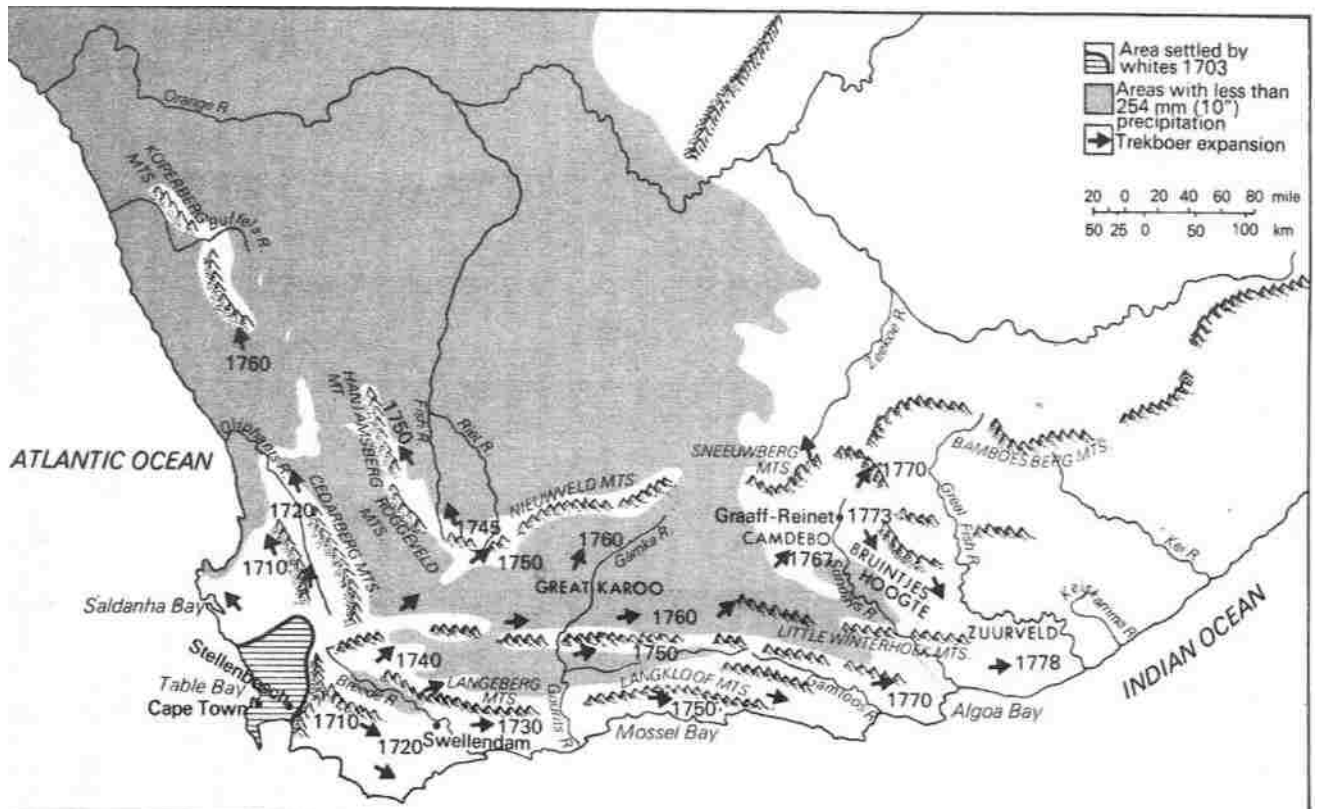 Area settled by
whites 1703
Areas with less than
254 mm (10")
precipitation
Trekboer expansion
20 0 20 40 60 80 mile
50 25 0 50 100 km
Orange R.
KOPERBERG
MTS
Buffels R.
1760
Zeekoe R.
HANTAMSBERG
MT
1750
Fish R.
Riet R.
Oliphants R.
ATLANTIC OCEAN
SNEEUWBERG
MTS.
1770
BAMBOES BERG MTS.
CEDARBERG MTS.
ROGGEVELD
MTS.
NIEUWVELD MTS.
1720
1745
1750
1760
Gamka R.
Graaff-Reinet
1773
CAMDEBO
1767
BRUINTJES
HOOGTE
Great
Fish R.
Kei R.
1710
GREAT KAROO
Sundays R.
Keiskamma R.
Saldanha Bay
1760
ZUURVELD
LITTLE WINTERHOEK MTS.
1778
INDIAN OCEAN
1740
1750
Stellenbosch
Table Bay
Cape Town
Breede R.
LANGEBERG
MTS.
LANGKLOOF MTS.
Gamtoos R.
1770
Algoa Bay
1710
1720
Swellendam
1730
Gourits R.
1750
Mossel Bay